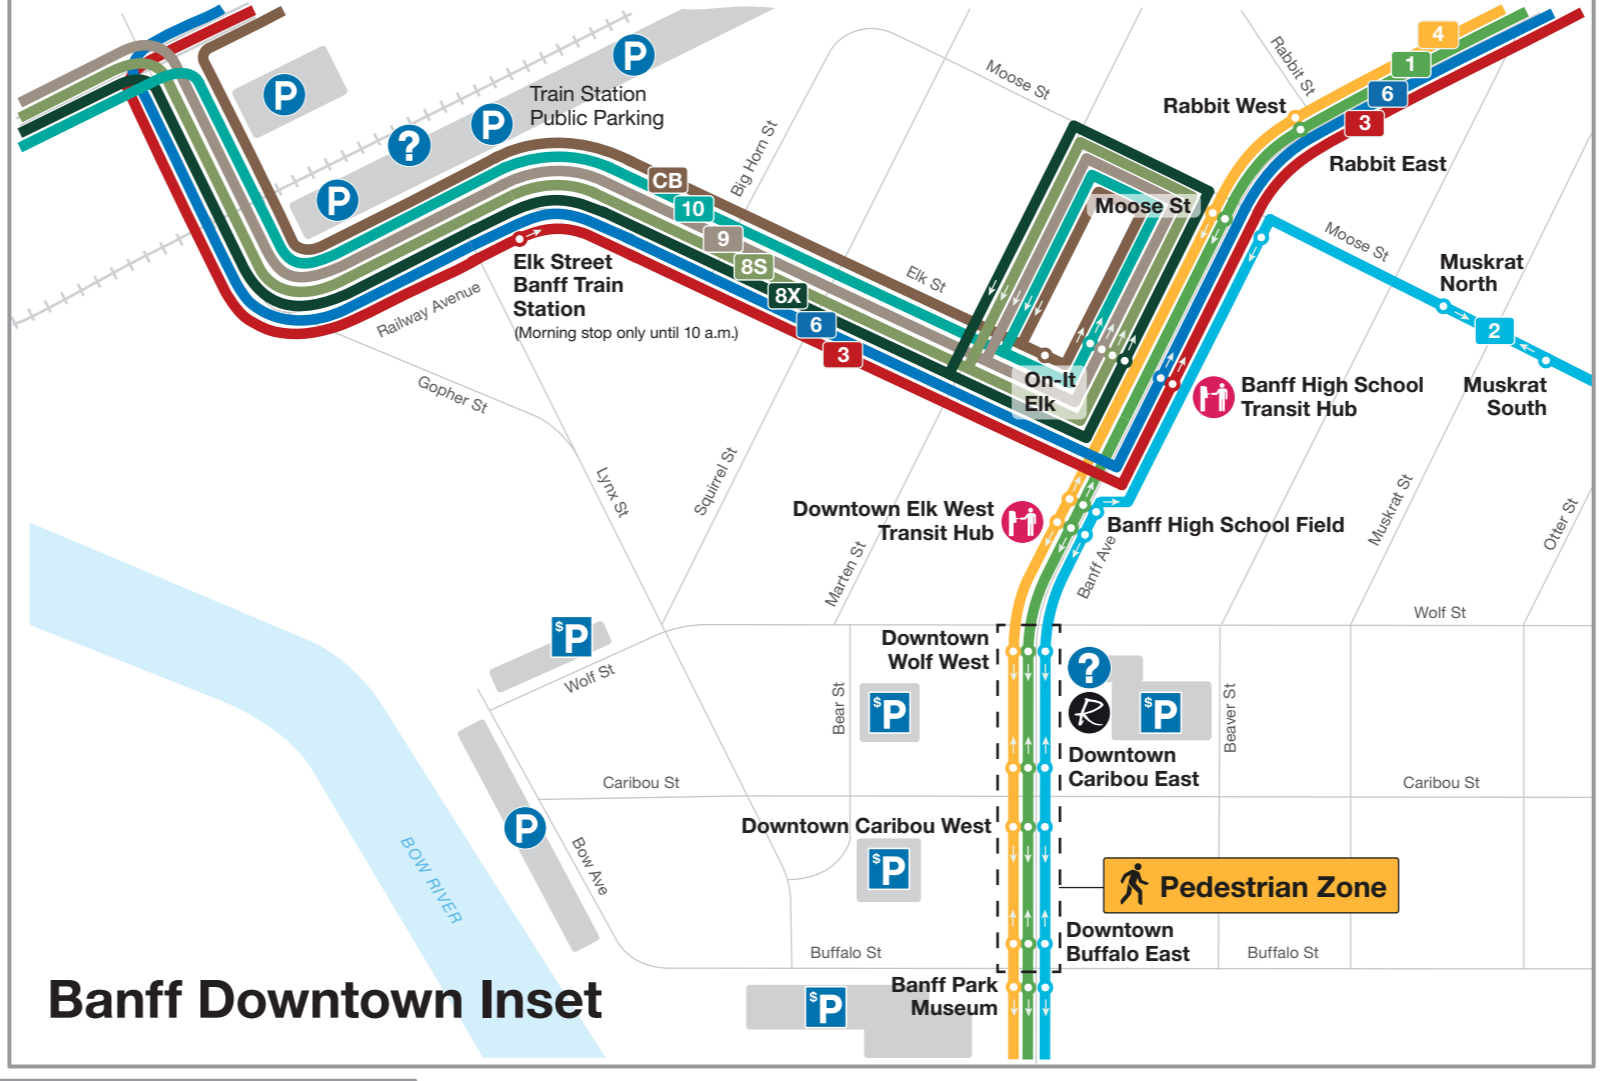 4
1
6
3
Rabbit St
Moose St
Rabbit West
Rabbit East
P
P
Train Station
Public Parking
P
?
P
Big Horn St
CB
10
9
8S
8X
6
3
Moose St
Moose St
Muskrat
North
2
Muskrat
South
Elk Street
Banff Train
Station
(Morning stop only until 10 a.m.)
Railway Avenue
Elk St
On-It
Elk
Banff High School
Transit Hub
Gopher St
Lynx St
Squirrel St
Marten St
Downtown Elk West
Transit Hub
Banff High School Field
Banff Ave
Muskrat St
Otter St
Wolf St
$P
Wolf St
Downtown
Wolf West
?
R
$P
Bear St
$P
Beaver St
Downtown
Caribou East
Caribou St
Caribou St
P
Downtown Caribou West
$P
Bow Ave
BOW RIVER
Pedestrian Zone
Downtown
Buffalo East
Buffalo St
Buffalo St
Banff Park
Museum
$P
Banff Downtown Inset